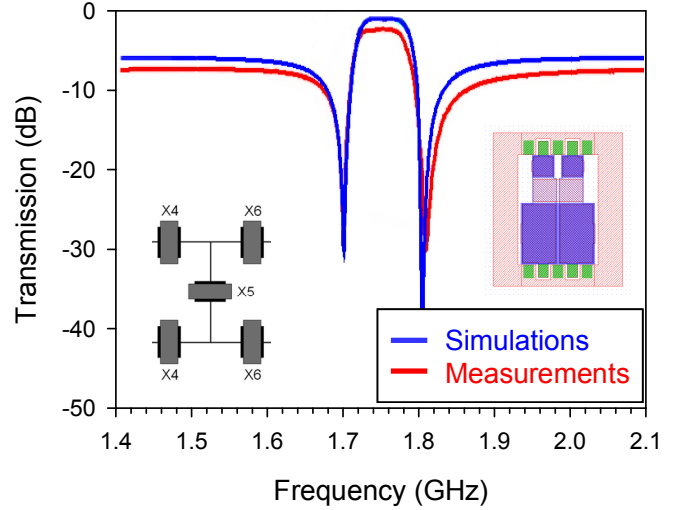 Transmission (dB)
0
-10
-20
-30
-40
-50
X4
X6
X5
X4
X6
Simulations
Measurements
1.4
1.5
1.6
1.7
1.8
1.9
2.0
2.1
Frequency (GHz)